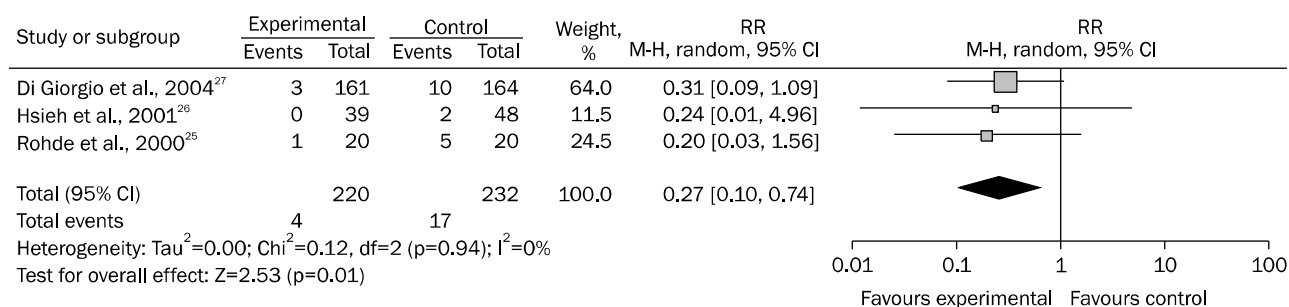 Study or subgroup Experimental Control Weight, % RR M-H, random, 95% CI RR M-H, random, 95% CI
Events Total Events Total
Di Giorgio et al., 2004²⁷ 3 161 10 164 64.0 0.31 [0.09, 1.09]
Hsieh et al., 2001²⁶ 0 39 2 48 11.5 0.24 [0.01, 4.96]
Rohde et al., 2000²⁵ 1 20 5 20 24.5 0.20 [0.03, 1.56]
Total (95% CI) 220 232 100.0 0.27 [0.10, 0.74]
Total events 4 17
Heterogeneity: Tau²=0.00; Chi²=0.12, df=2 (p=0.94); I²=0%
Test for overall effect: Z=2.53 (p=0.01)
0.01 0.1 1 10 100
Favours experimental Favours control